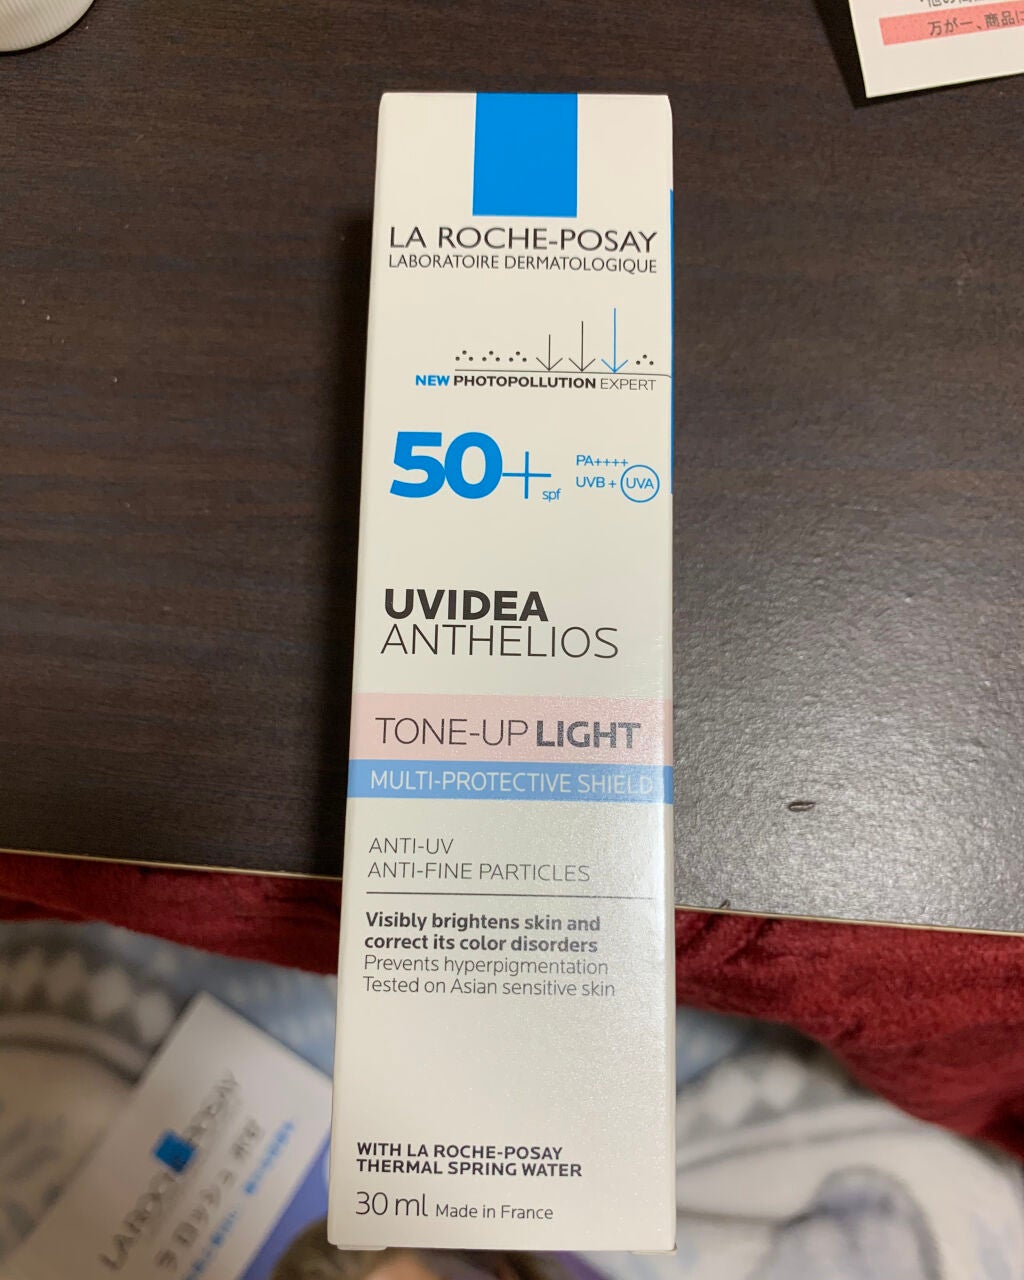 万が一、商品に
LA ROCHE-POSAY
LABORATOIRE DERMATOLOGIQUE
NEW PHOTOPOLLUTION EXPERT
50+ spf
PA++++
UVB + UVA
UVIDEA
ANTHELIOS
TONE-UP LIGHT
MULTI-PROTECTIVE SHIELD
ANTI-UV
ANTI-FINE PARTICLES
Visibly brightens skin and
correct its color disorders
Prevents hyperpigmentation
Tested on Asian sensitive skin
WITH LA ROCHE-POSAY
THERMAL SPRING WATER
30 ml Made in France
LA ROCHE-POSAY